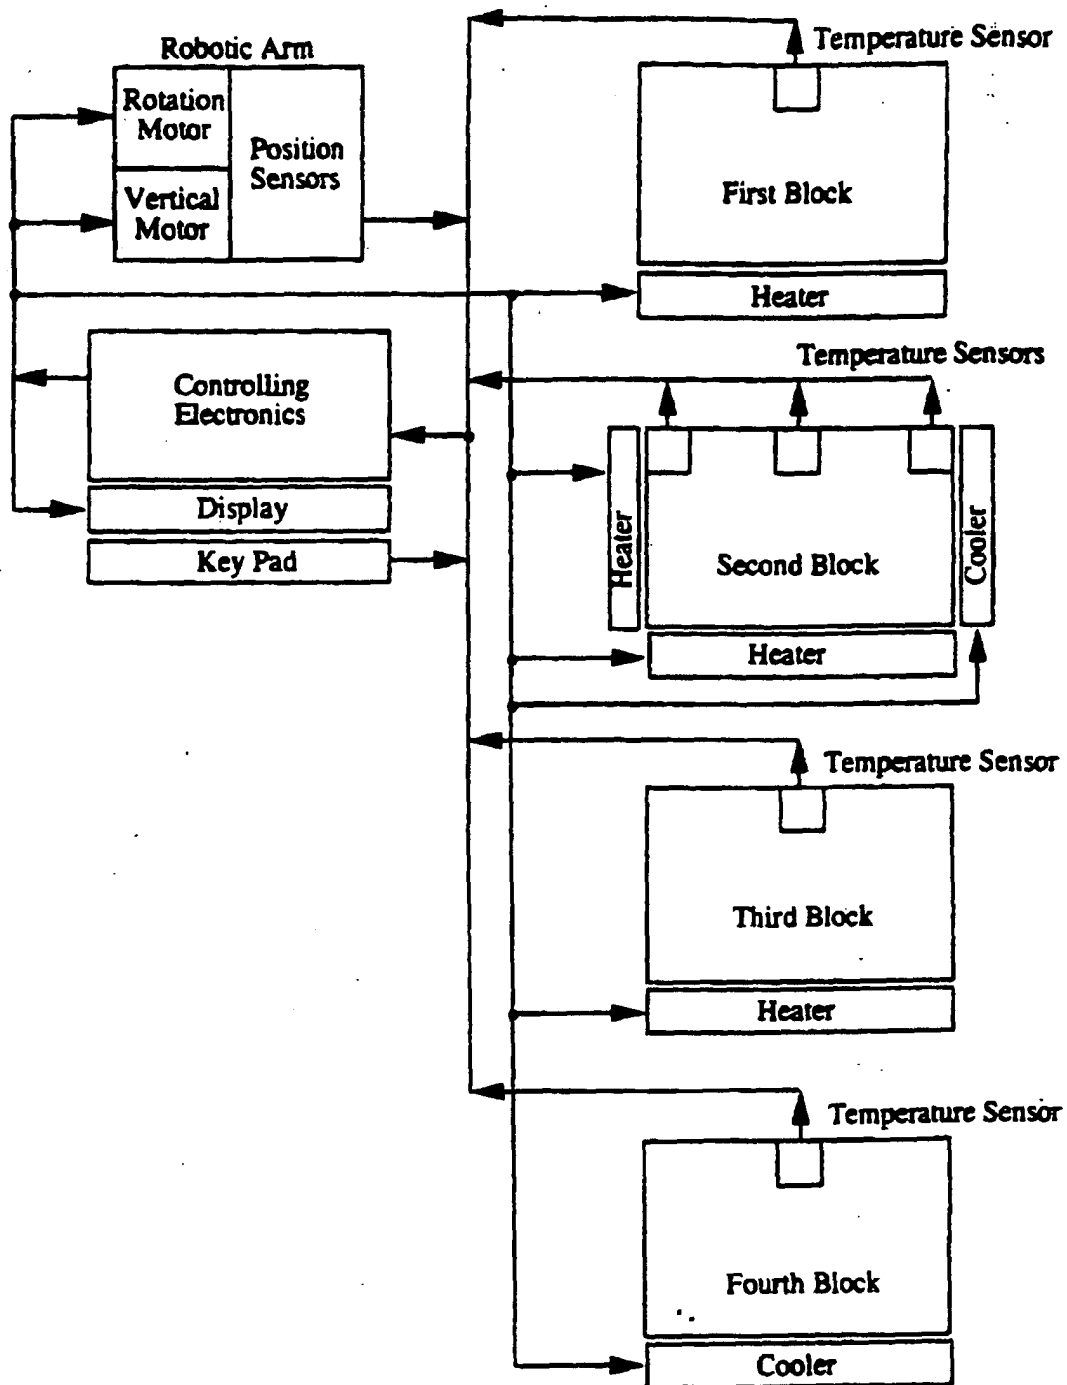 Robotic Arm
Rotation
Motor
Vertical
Motor
Position
Sensors
Controlling
Electronics
Display
Key Pad
Temperature Sensor
First Block
Heater
Temperature Sensors
Heater
Second Block
Cooler
Heater
Temperature Sensor
Third Block
Heater
Temperature Sensor
Fourth Block
Cooler